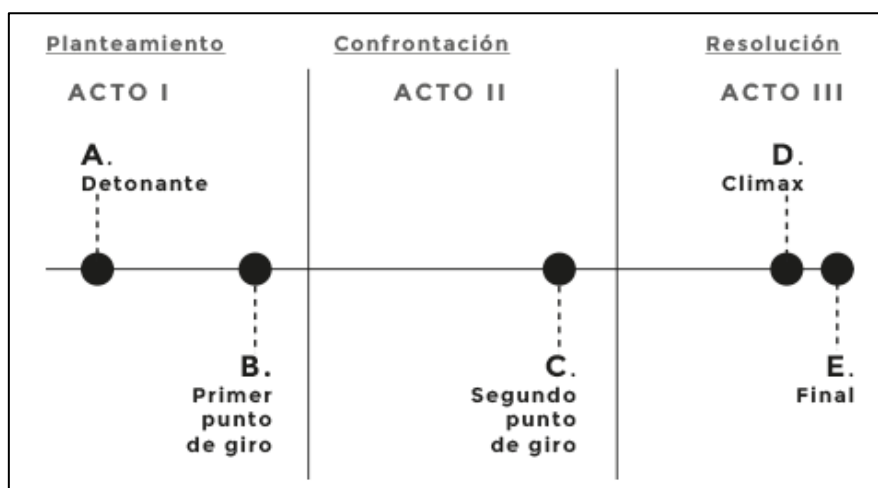 Planteamiento
Confrontación
Resolución
ACTO I
ACTO II
ACTO III
A.
Detonante
D.
Climax
B.
Primer
punto
de giro
C.
Segundo
punto
de giro
E.
Final